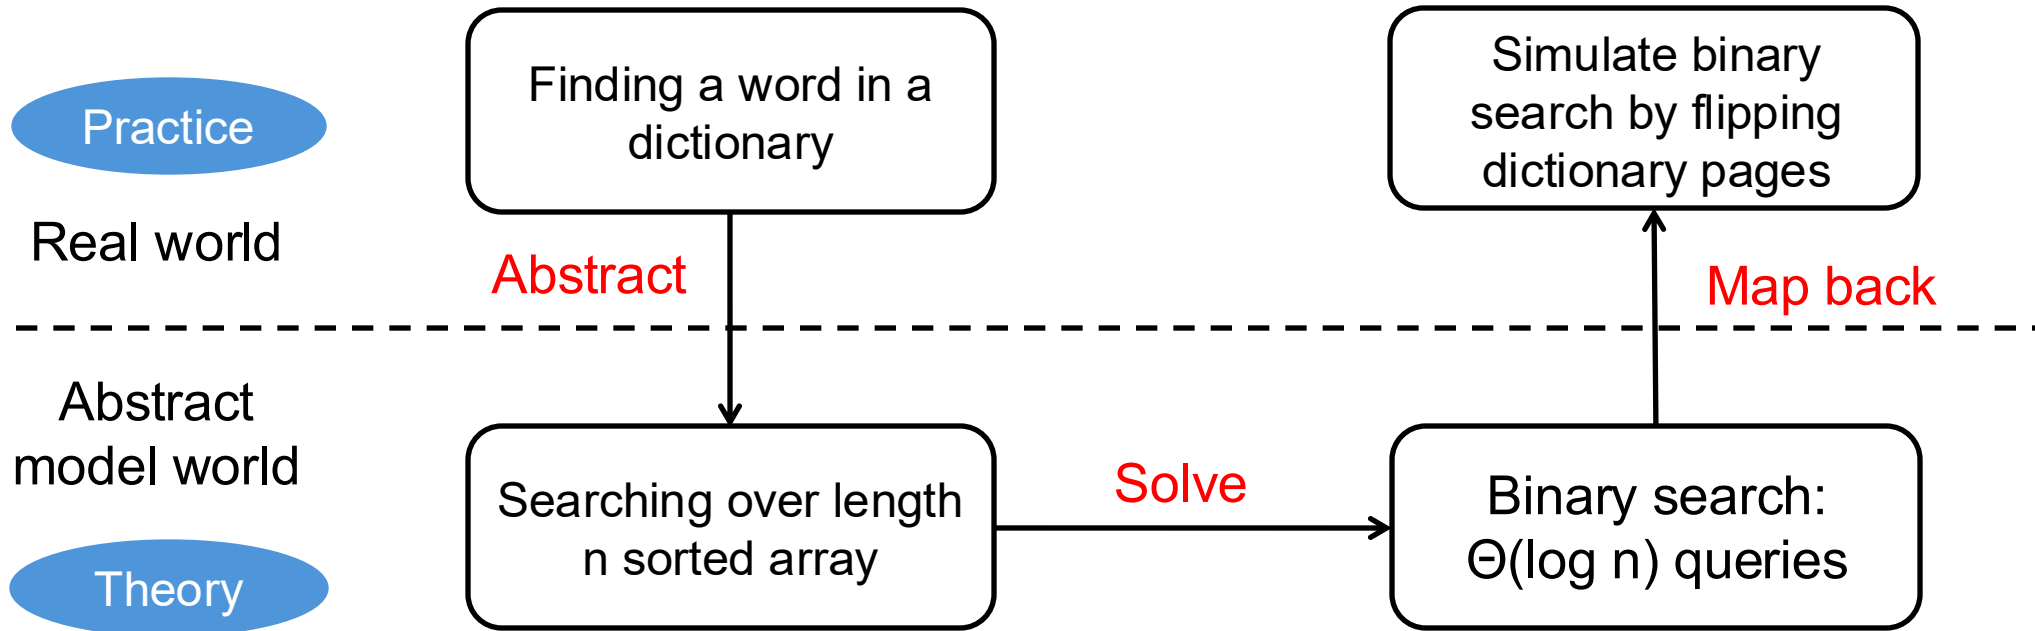 Practice
Real world
Finding a word in a
dictionary
Simulate binary
search by flipping
dictionary pages
Abstract
Map back
Abstract
model world
Theory
Searching over length
n sorted array
Solve
Binary search:
Θ(log n) queries